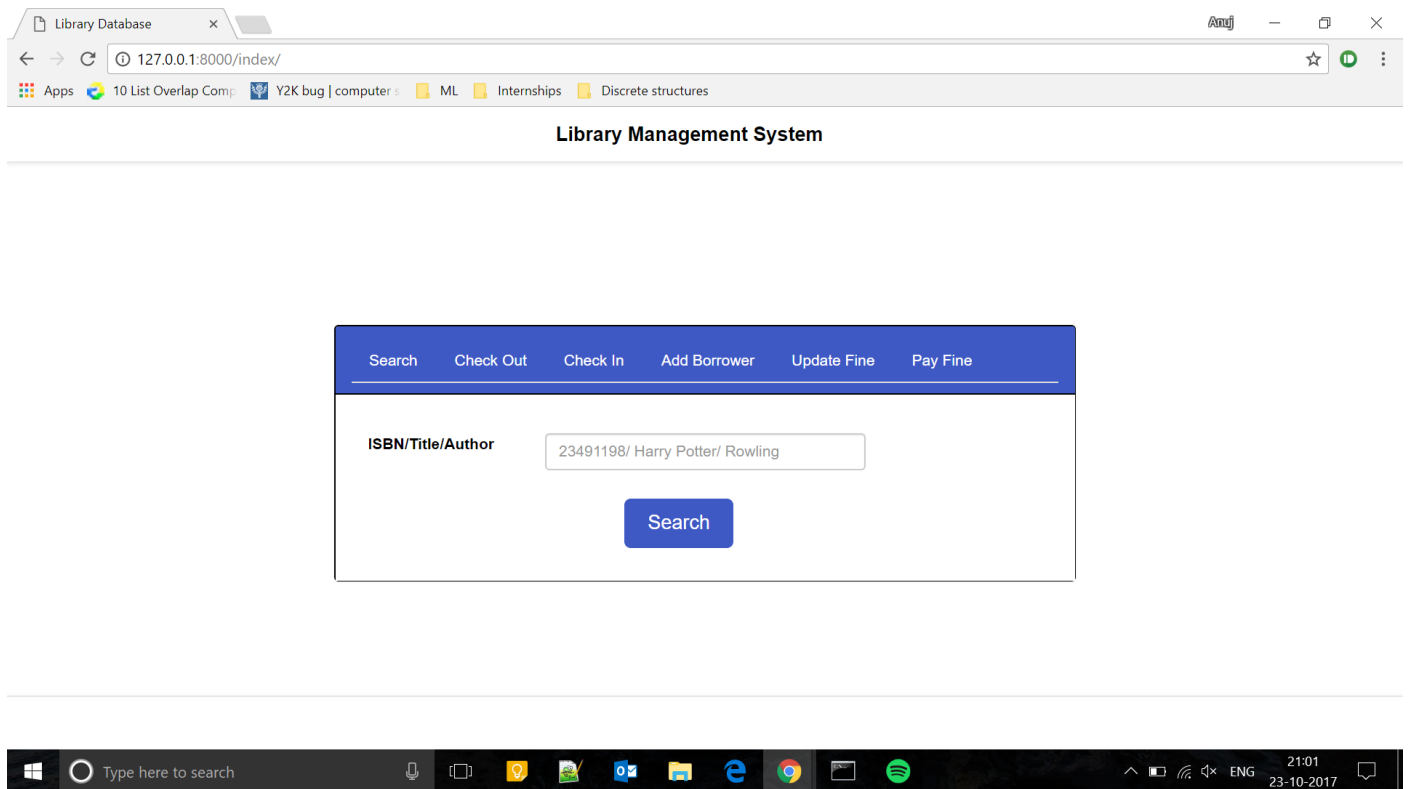 Library Database
Anuj
127.0.0.1:8000/index/
Apps 10 List Overlap Comp Y2K bug | computer s ML Internships Discrete structures
Library Management System
Search Check Out Check In Add Borrower Update Fine Pay Fine
ISBN/Title/Author 23491198/ Harry Potter/ Rowling
Search
Type here to search
ENG
21:01
23-10-2017